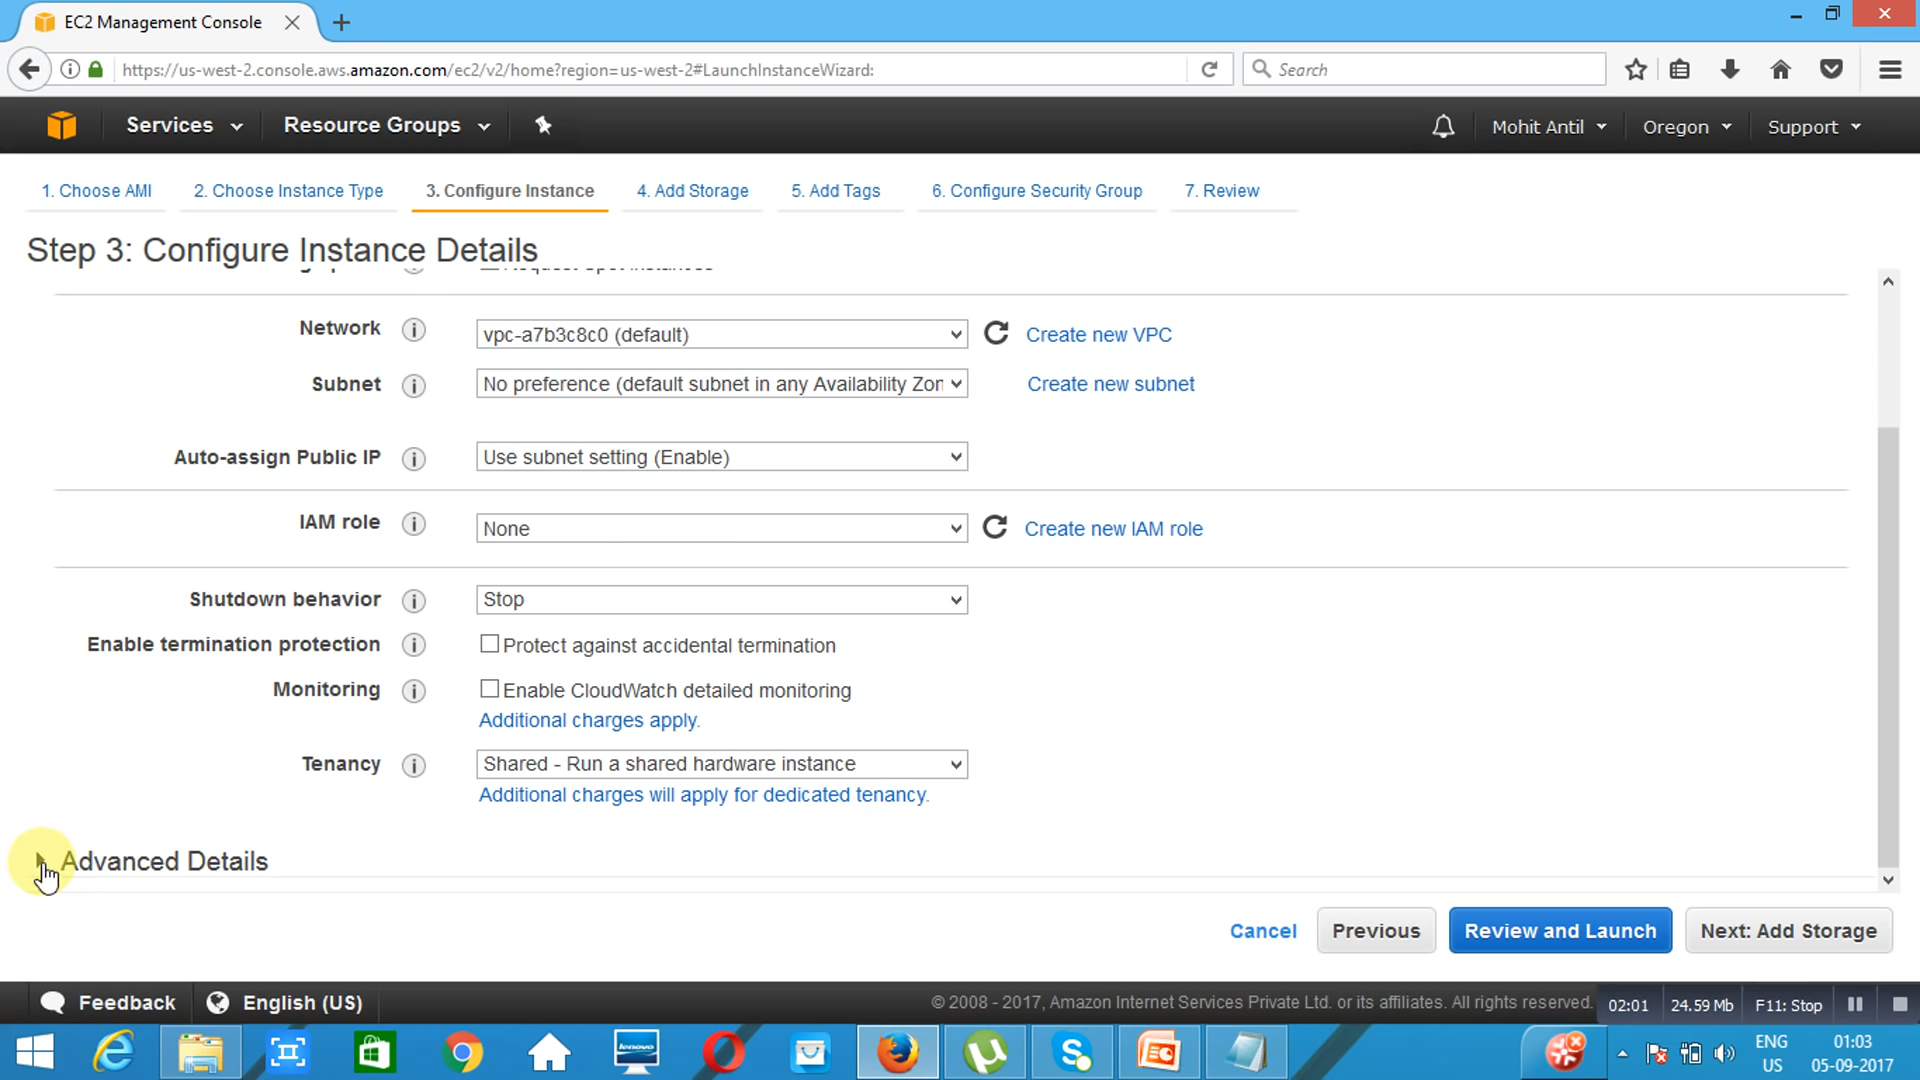 EC2 Management Console
https://us-west-2.console.aws.amazon.com/ec2/v2/home?region=us-west-2#LaunchInstanceWizard:
Search
Services
Resource Groups
Mohit Antil
Oregon
Support
1. Choose AMI
2. Choose Instance Type
3. Configure Instance
4. Add Storage
5. Add Tags
6. Configure Security Group
7. Review
Step 3: Configure Instance Details
Request Spot instances
Network
vpc-a7b3c8c0 (default)
Create new VPC
Subnet
No preference (default subnet in any Availability Zon
Create new subnet
Auto-assign Public IP
Use subnet setting (Enable)
IAM role
None
Create new IAM role
Shutdown behavior
Stop
Enable termination protection
Protect against accidental termination
Monitoring
Enable CloudWatch detailed monitoring
Additional charges apply.
Tenancy
Shared - Run a shared hardware instance
Additional charges will apply for dedicated tenancy.
Advanced Details
Cancel
Previous
Review and Launch
Next: Add Storage
Feedback
English (US)
© 2008 - 2017, Amazon Internet Services Private Ltd. or its affiliates. All rights reserved.
02:01
24.59 Mb
F11: Stop
lenovo
ENG
US
01:03
05-09-2017